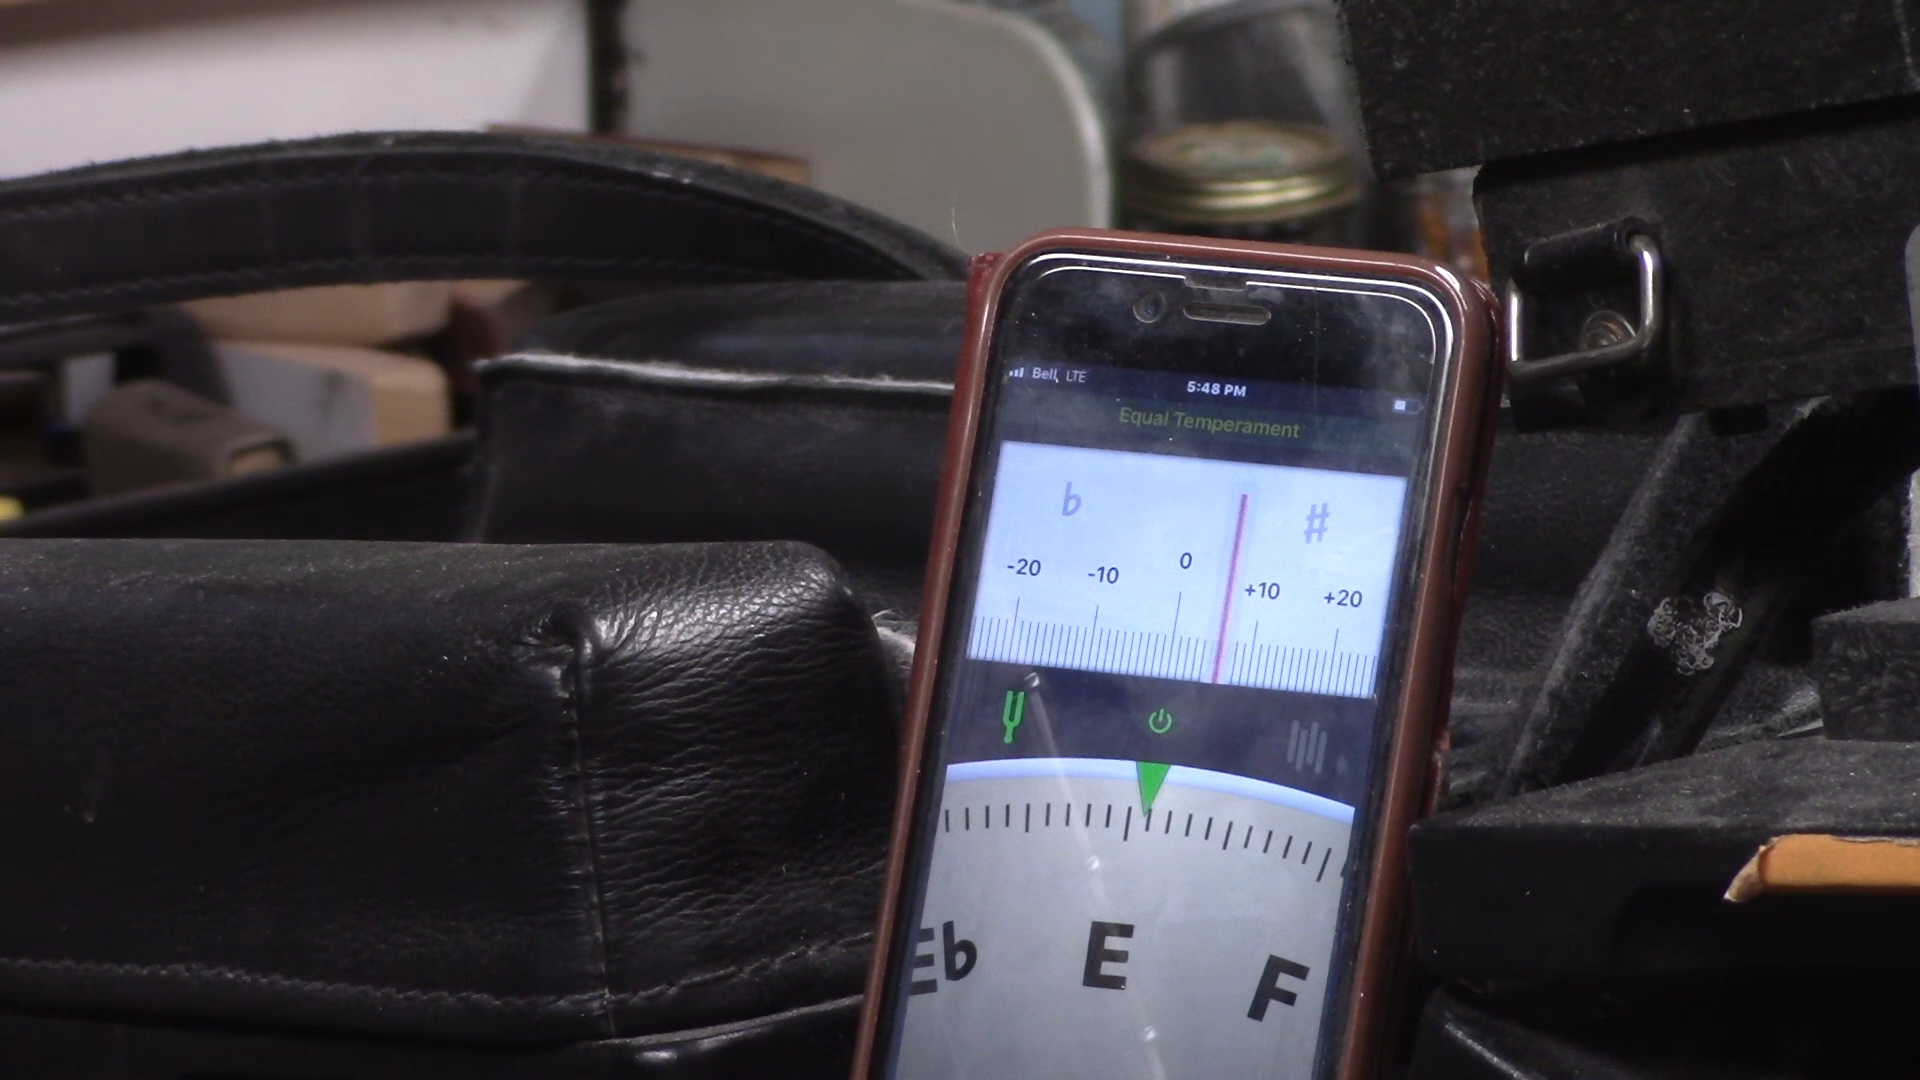 Bell LTE
5:48 PM
Equal Temperament
b #
-20 -10 0 +10 +20
Eb E F